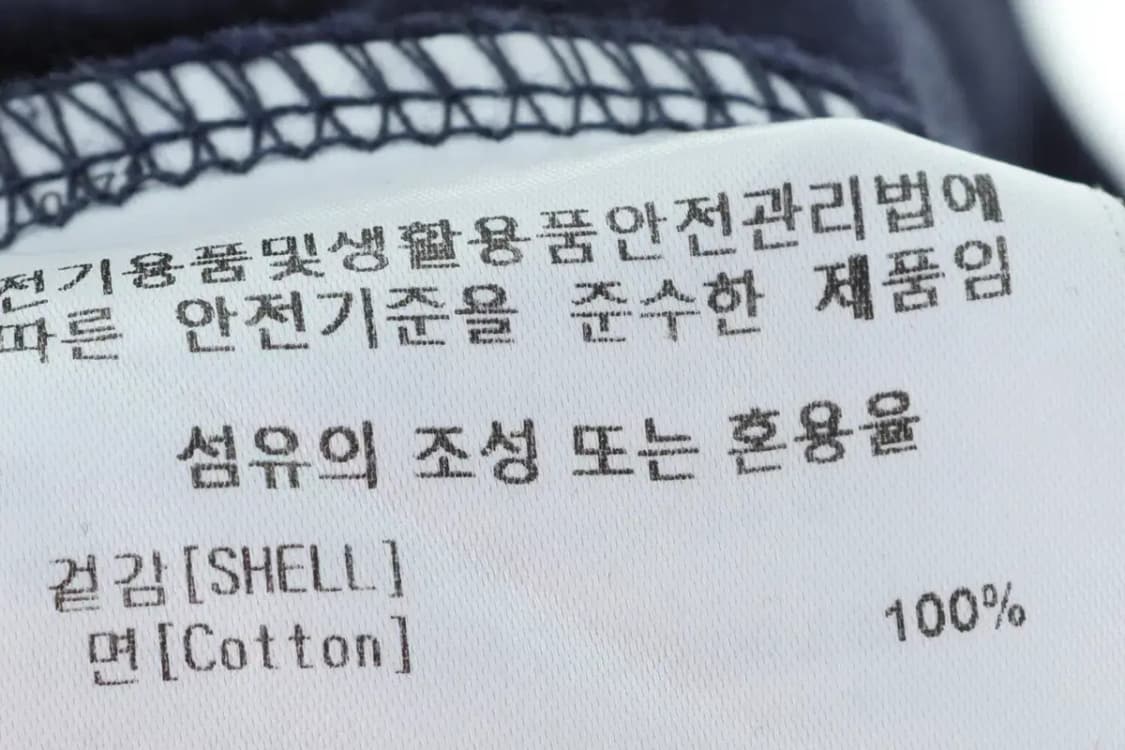 전기용품및생활용품안전관리법에
따른 안전기준을 준수한 제품임
섬유의 조성 또는 혼용율
겉감[SHELL]
면[Cotton] 100%